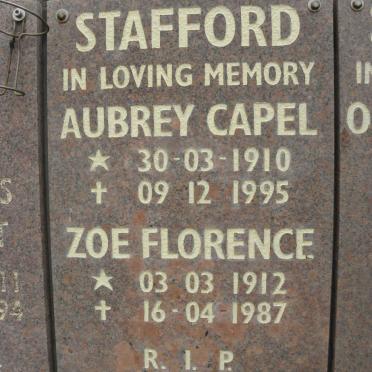 STAFFORD
IN LOVING MEMORY
AUBREY CAPEL
★ 30-03-1910
✝ 09 12 1995
ZOE FLORENCE
★ 03 03 1912
✝ 16-04 1987
R. I. P.